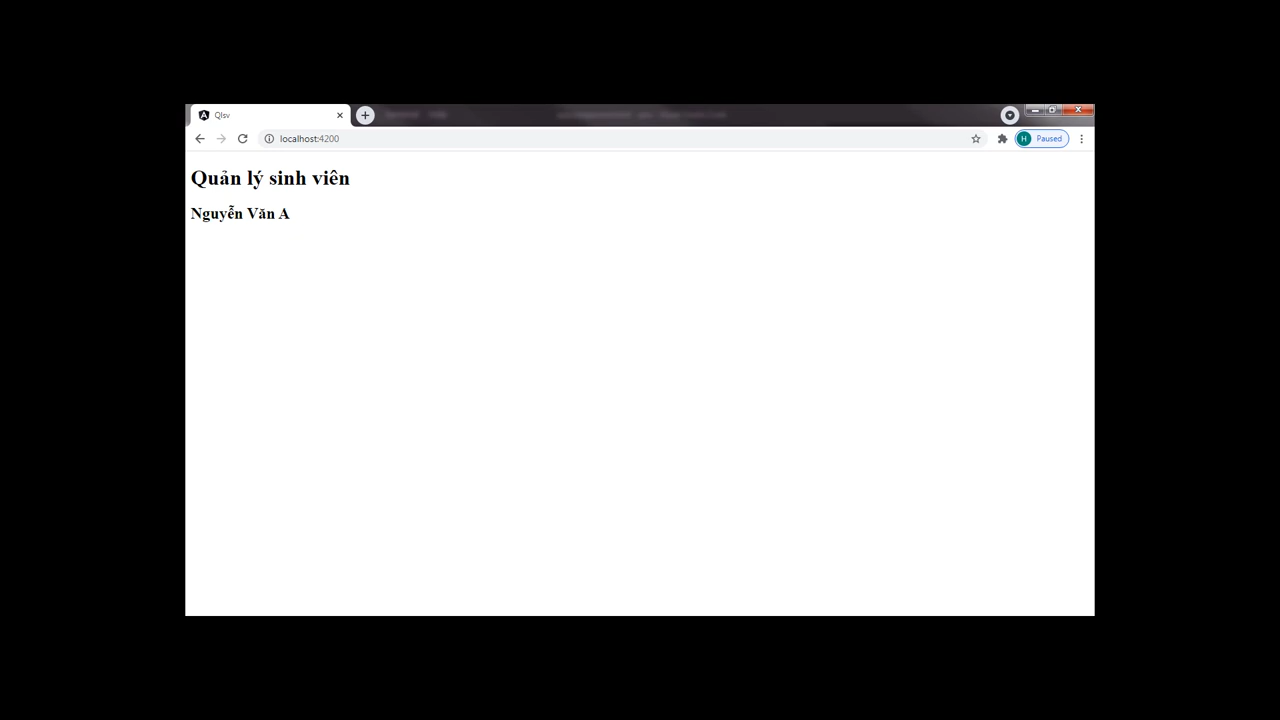 Qlsv
localhost:4200
H
Paused
Quản lý sinh viên
Nguyễn Văn A